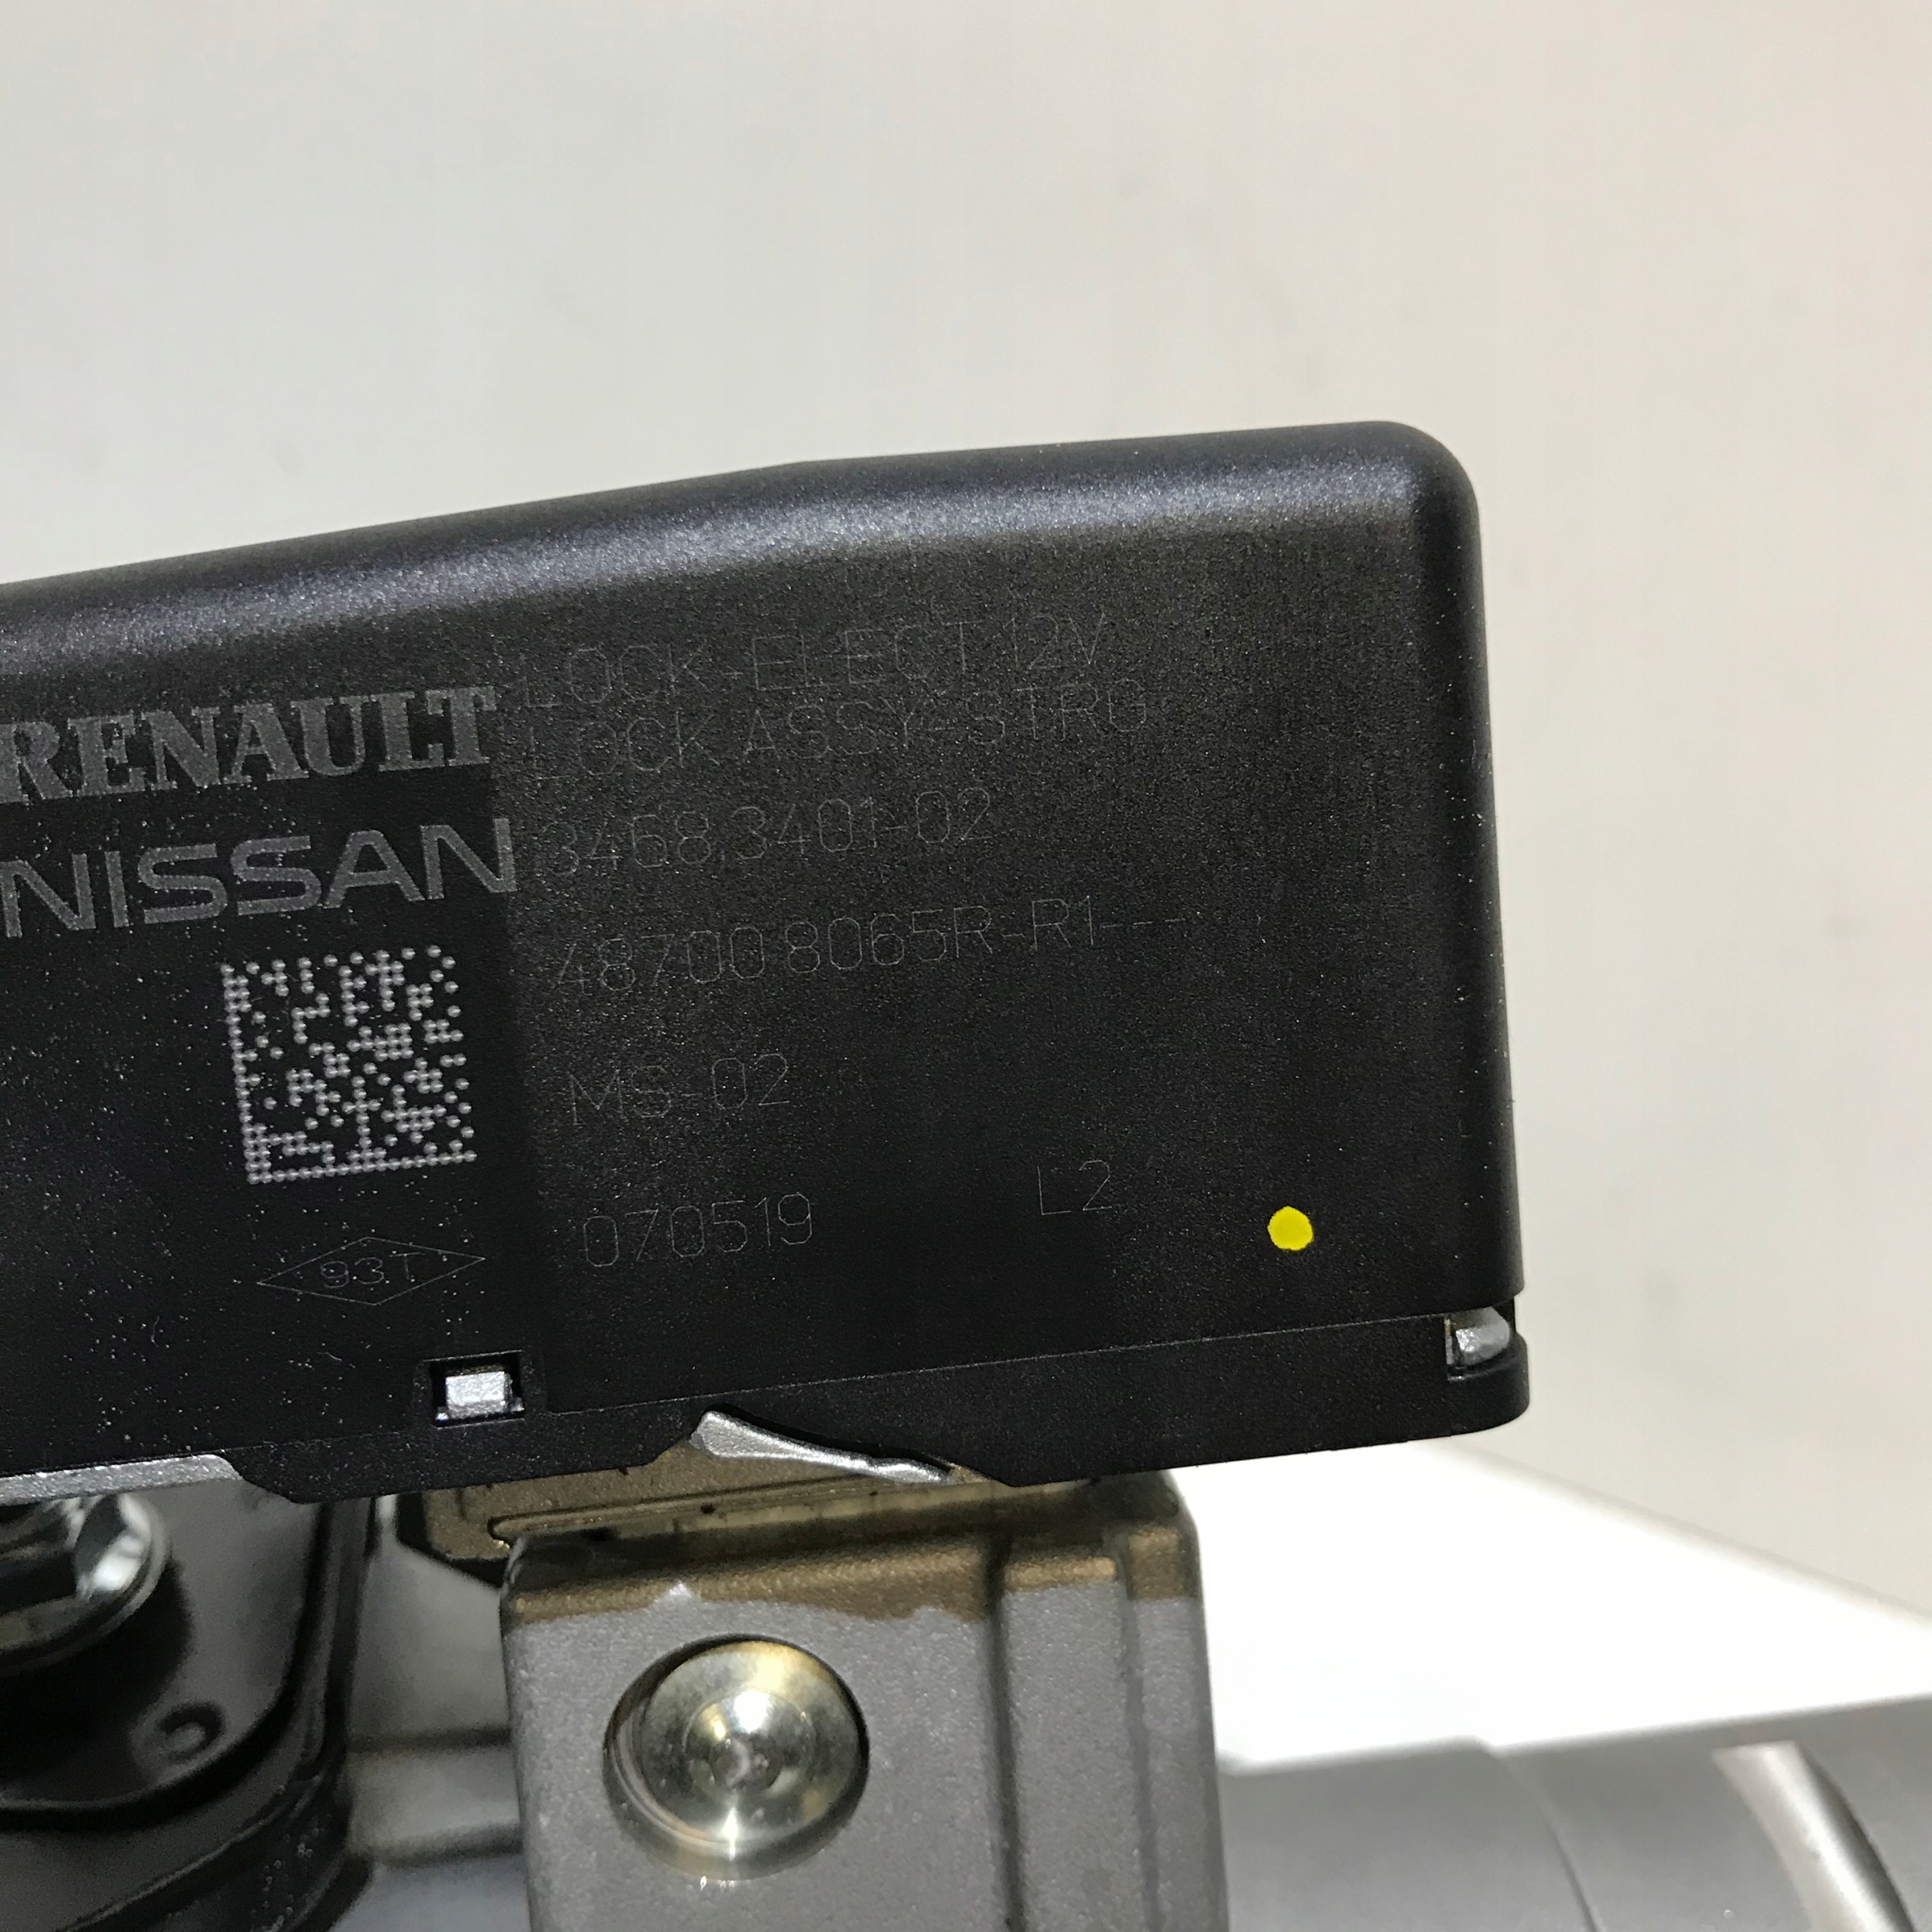 RENAULT
NISSAN
LOCK-ELECT 12V
LOCK ASSY-STRG
3468.3401-02
48700 8065R-R1---
MS-02
070519 L2
93T